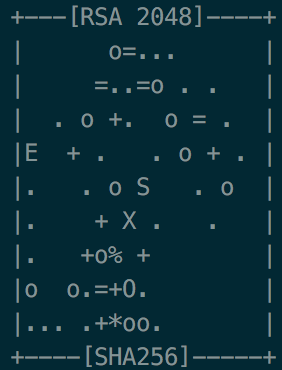 +---[RSA 2048]----+
|      o=...      |
|     =..=o . .   |
|  . o +.  o = .  |
|E  + .   . o + . |
|.   . o S   . o  |
|.    + X .   .   |
|.   +o% +        |
|o  o.=+O.        |
|... .+*oo.       |
+----[SHA256]-----+